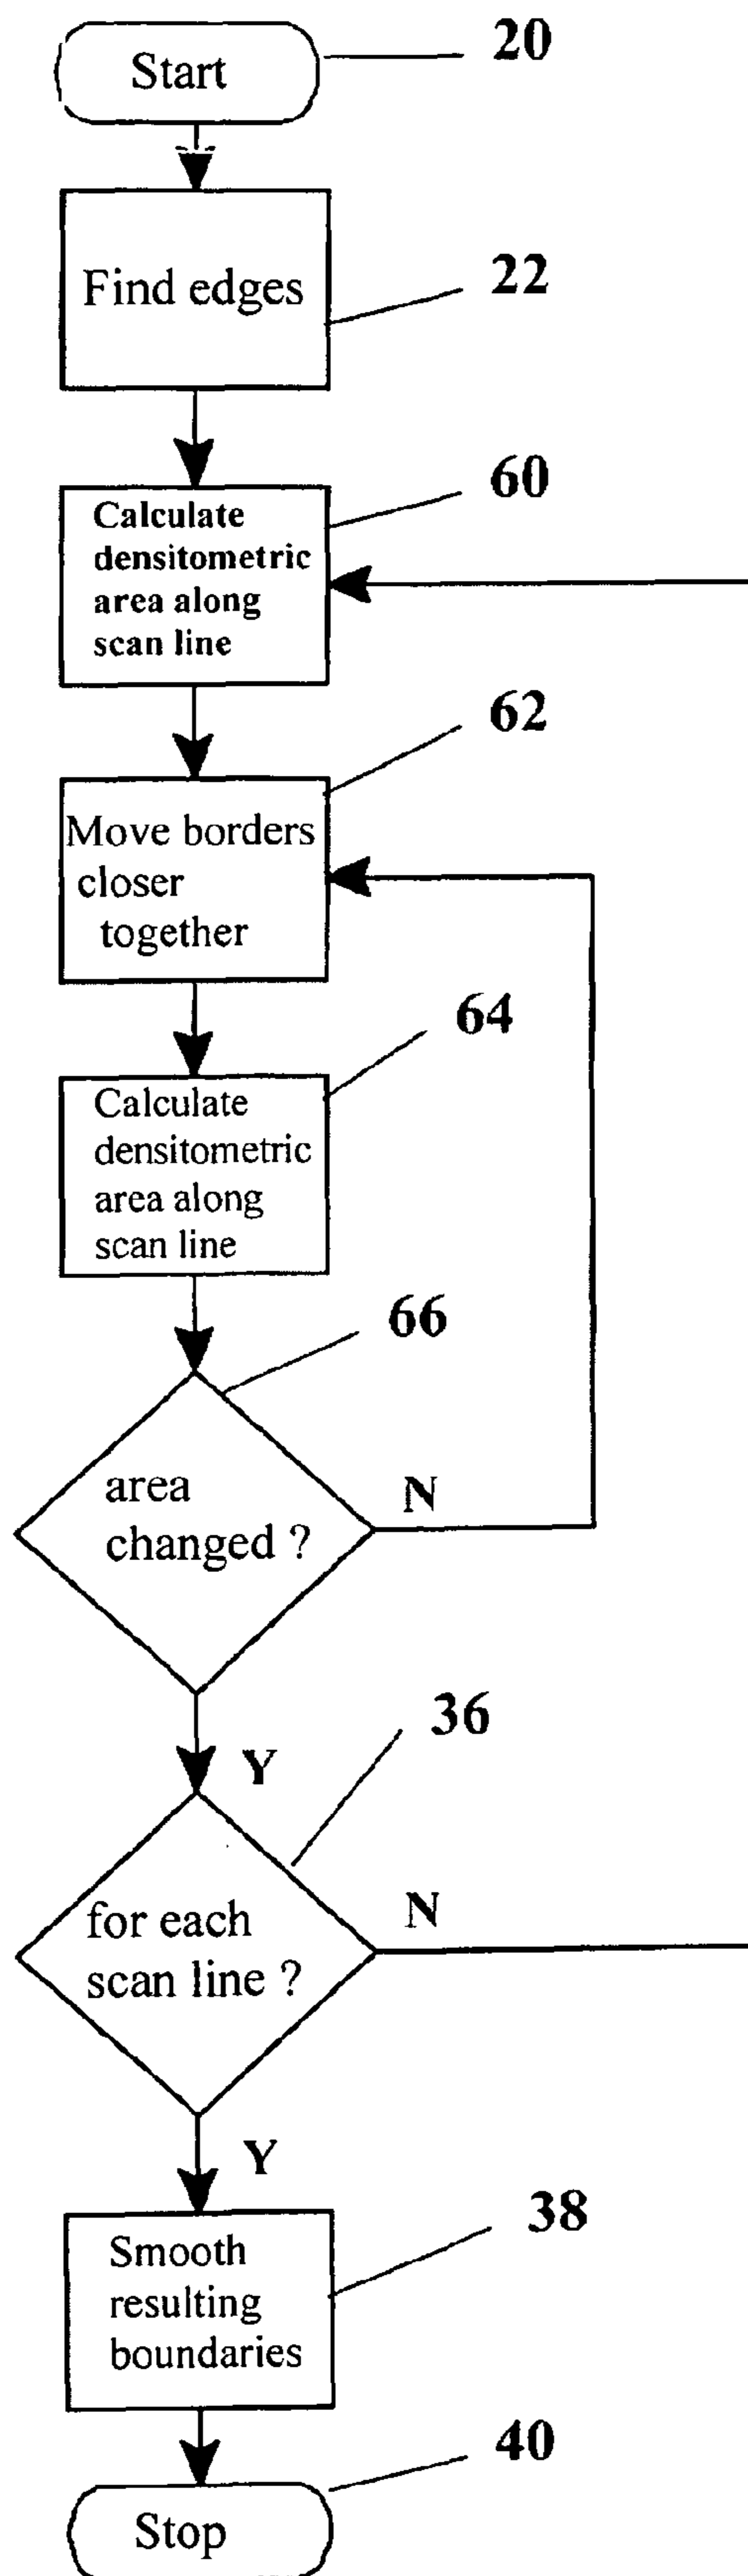 Start
20
Find edges
22
60
Calculate
densitometric
area along
scan line
62
Move borders
closer
together
64
Calculate
densitometric
area along
scan line
66
area
changed ?
N
Y
36
for each
scan line ?
N
Y
38
Smooth
resulting
boundaries
40
Stop